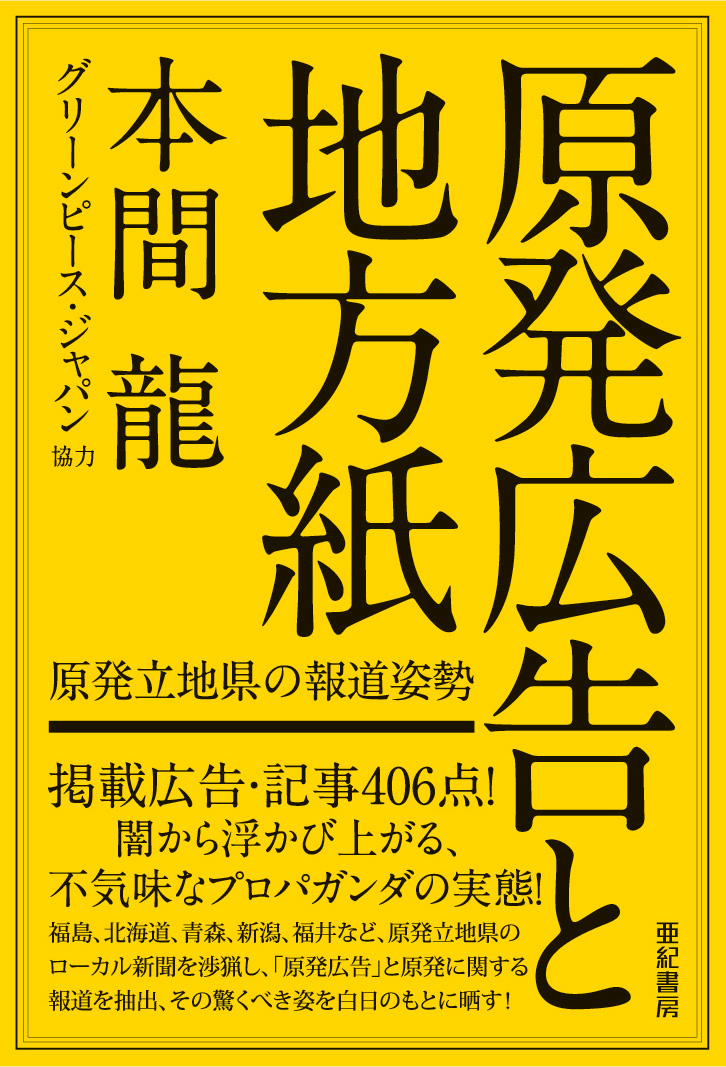 原発広告と
地方紙
本間 龍
グリーンピース・ジャパン
協力
原発立地県の報道姿勢
掲載広告・記事406点!
闇から浮かび上がる、
不気味なプロパガンダの実態!
福島、北海道、青森、新潟、福井など、原発立地県の
ローカル新聞を渉猟し、「原発広告」と原発に関する
報道を抽出、その驚くべき姿を白日のもとに晒す!
亜紀書房